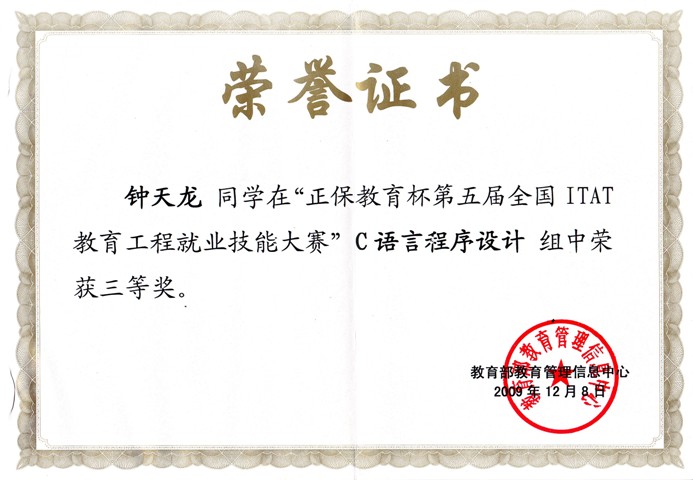 荣誉证书
钟天龙 同学在“正保教育杯第五届全国 ITAT
教育工程就业技能大赛” C 语言程序设计 组中荣
获三等奖。
教育部教育管理信息中心
2009 年 12 月 8 日
教育部教育管理信息中心